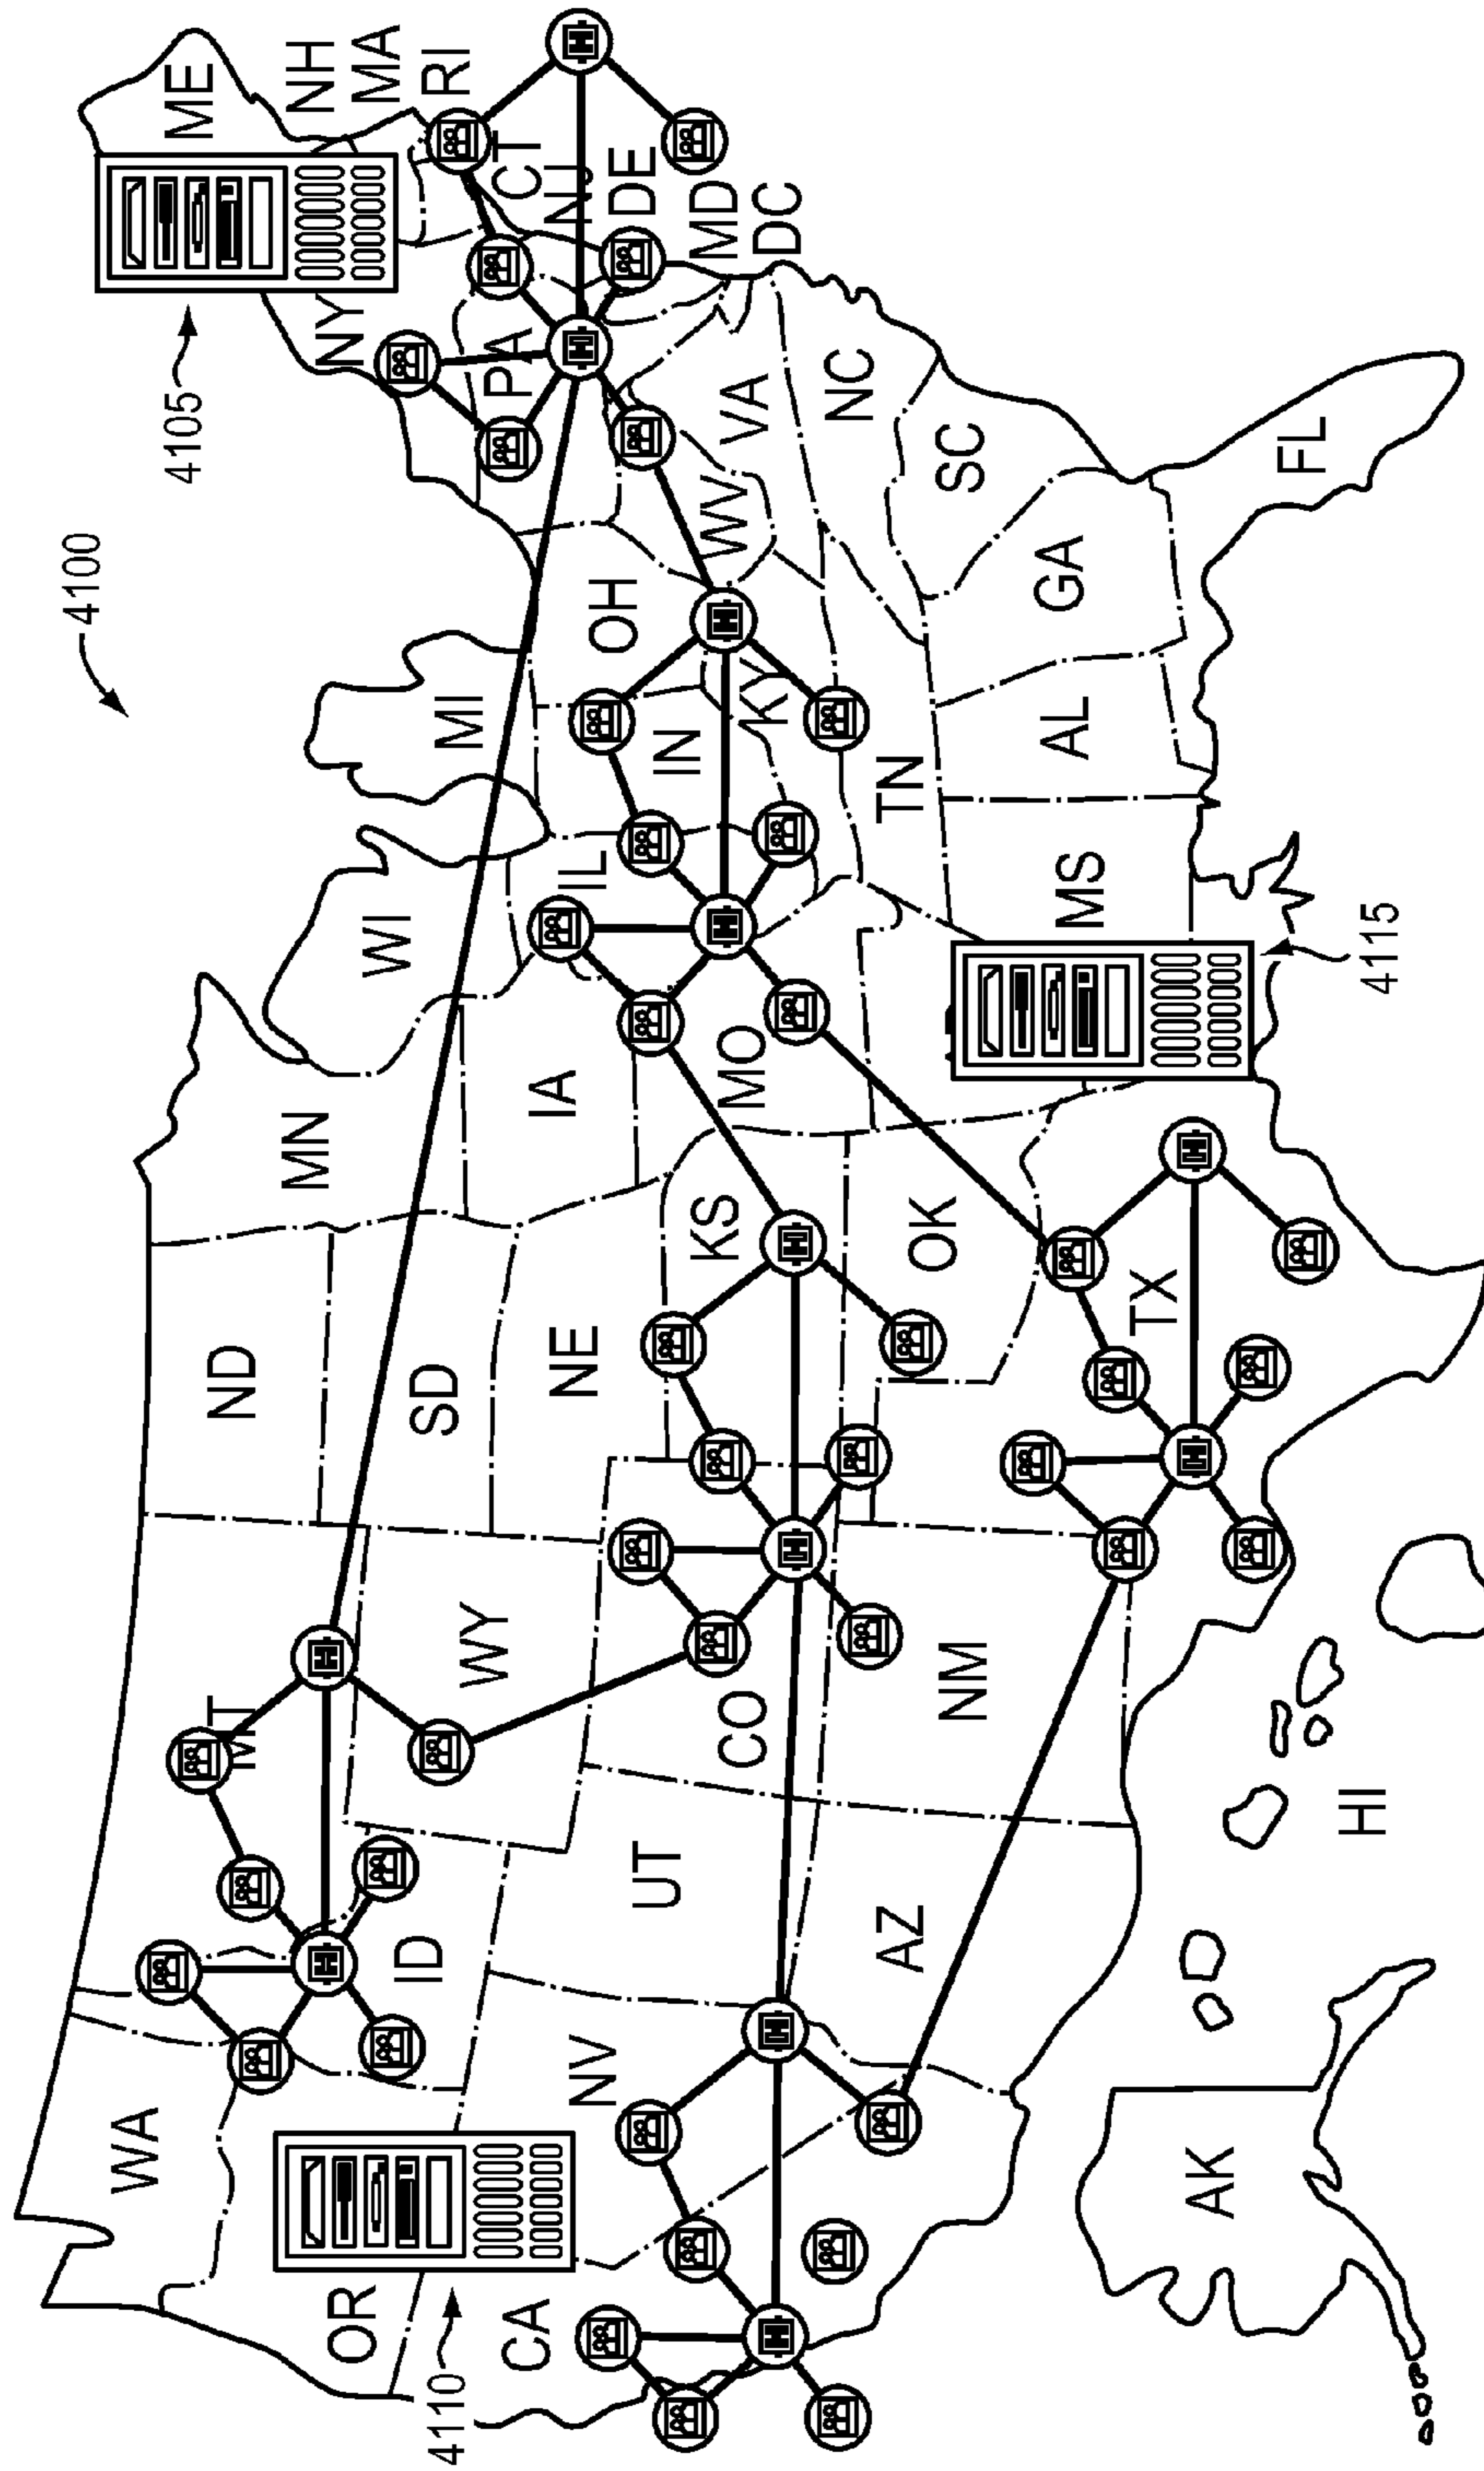 4100
4105
4110
4115
WA
OR
CA
NV
ID
MT
WY
UT
CO
AZ
NM
ND
SD
NE
KS
OK
TX
MN
IA
MO
WI
IL
MI
IN
OH
KY
TN
MS
AL
GA
FL
SC
NC
VA
WV
PA
NY
ME
NH
MA
RI
CT
NJ
DE
MD
DC
AK
HI
H
H
H
H
H
H
H
H
H
H
H
H